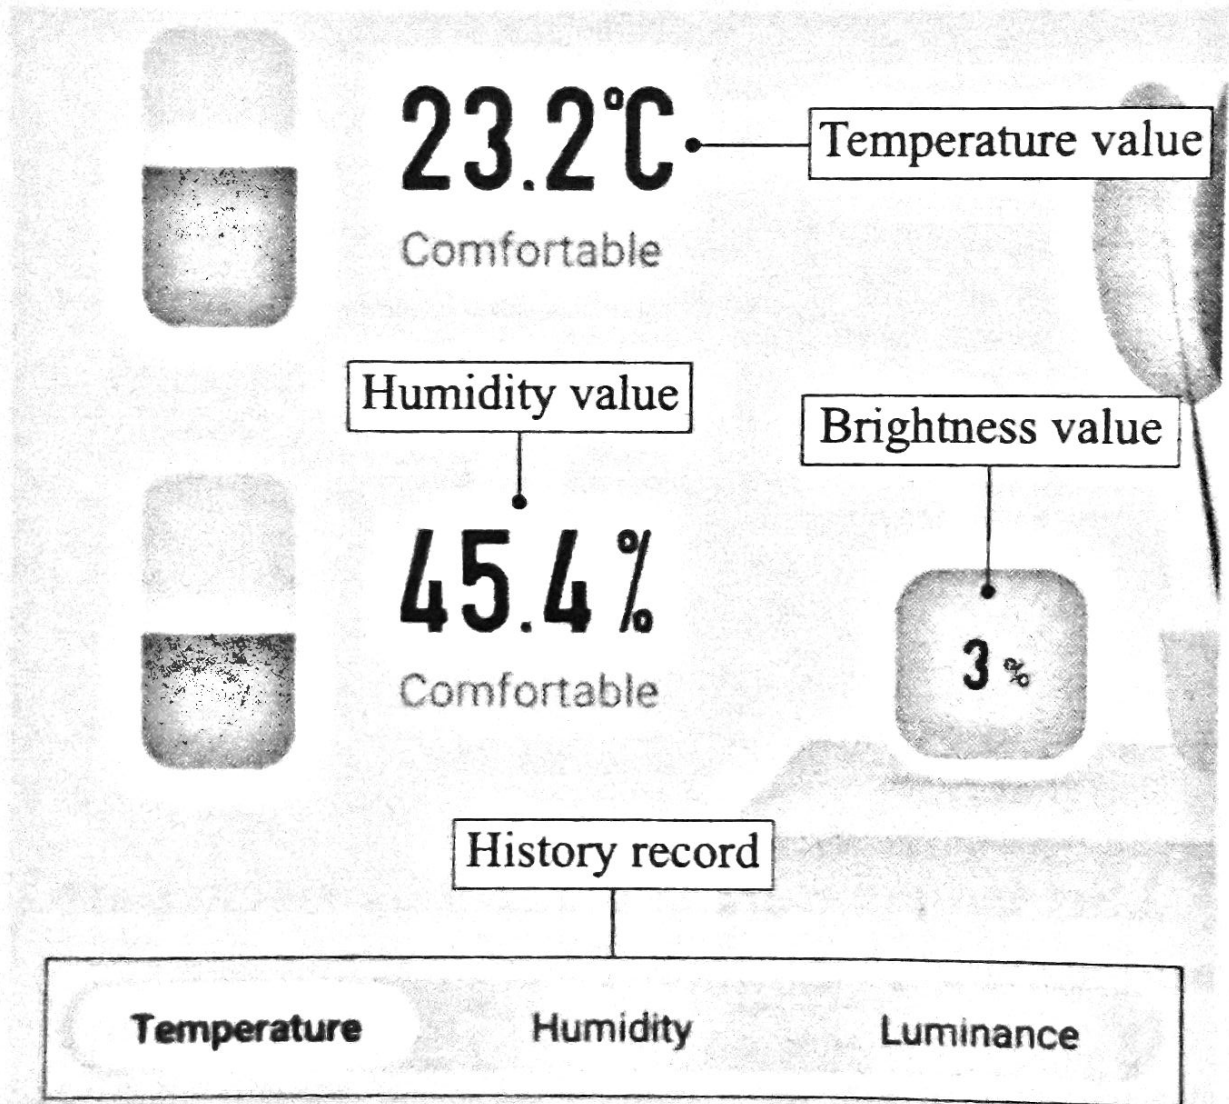 23.2℃
Temperature value
Comfortable
Humidity value
Brightness value
45.4%
3%
Comfortable
History record
Temperature Humidity Luminance